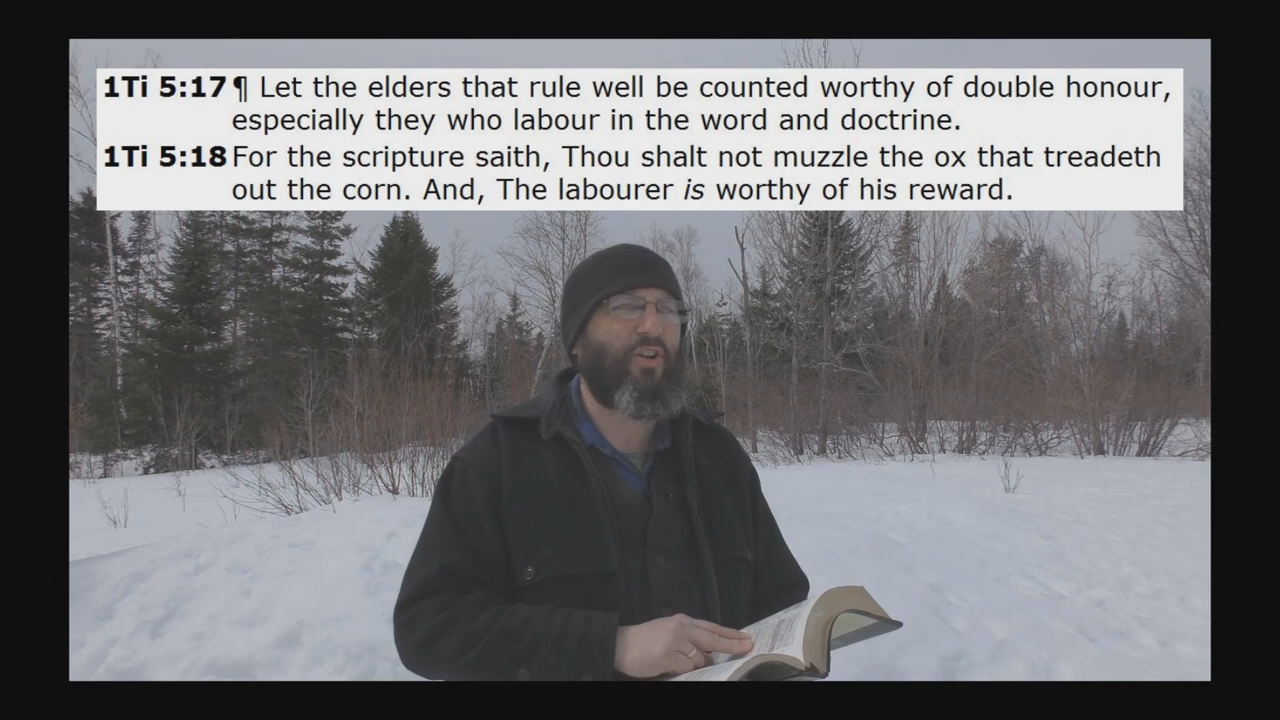 1Ti 5:17 ¶ Let the elders that rule well be counted worthy of double honour,
especially they who labour in the word and doctrine.
1Ti 5:18 For the scripture saith, Thou shalt not muzzle the ox that treadeth
out the corn. And, The labourer is worthy of his reward.